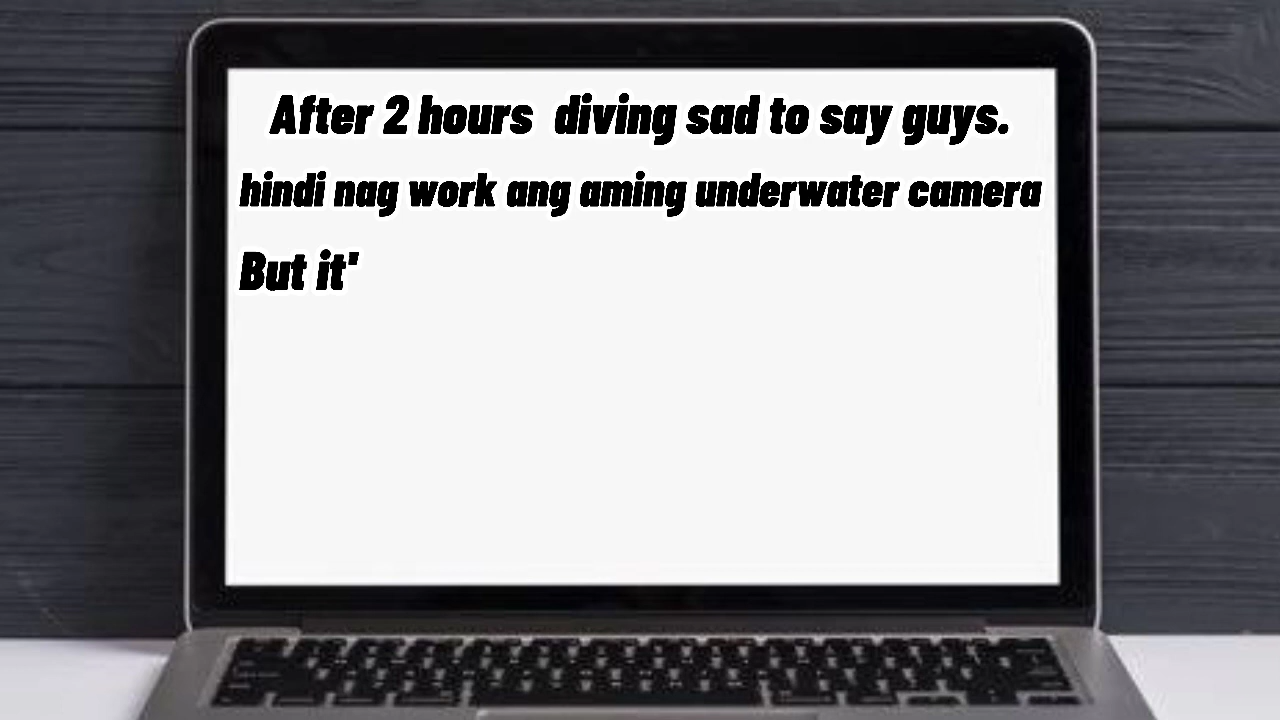 After 2 hours  diving sad to say guys.
hindi nag work ang aming underwater camera
But it'